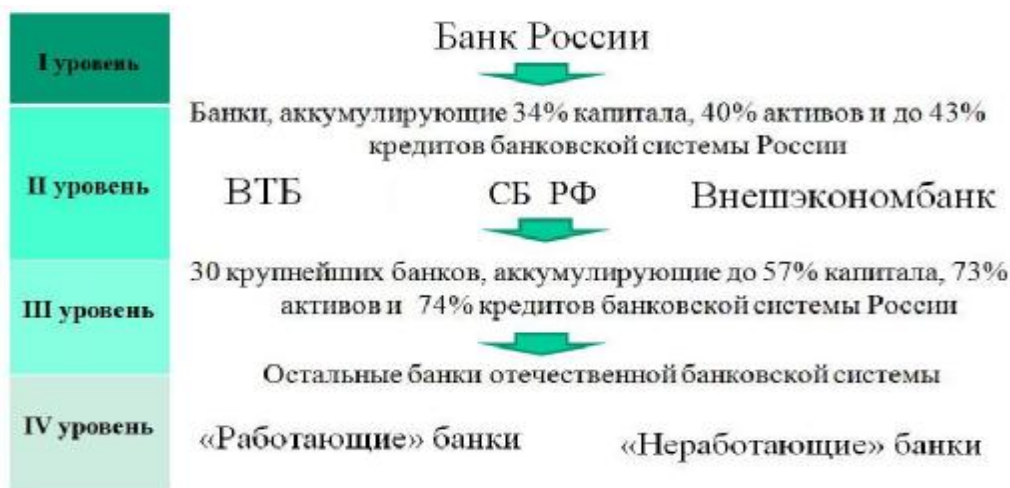 I уровень
Банк России
Банки, аккумулирующие 34% капитала, 40% активов и до 43%
кредитов банковской системы России
II уровень
ВТБ СБ РФ Внешэкономбанк
30 крупнейших банков, аккумулирующие до 57% капитала, 73%
активов и 74% кредитов банковской системы России
III уровень
Остальные банки отечественной банковской системы
IV уровень
«Работающие» банки «Неработающие» банки